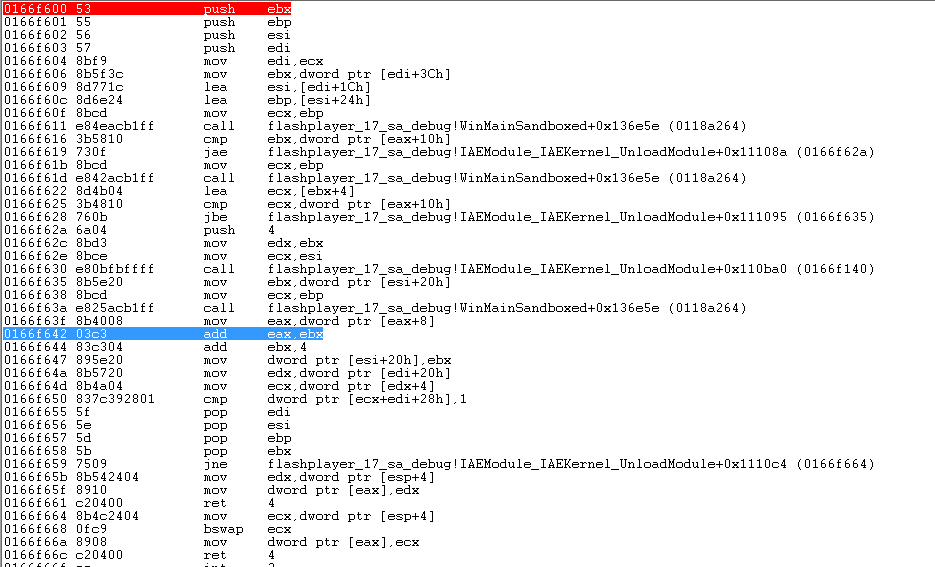 0166f600 53 push ebx
0166f601 55 push ebp
0166f602 56 push esi
0166f603 57 push edi
0166f604 8bf9 mov edi,ecx
0166f606 8b5f3c mov ebx,dword ptr [edi+3Ch]
0166f609 8d771c lea esi,[edi+1Ch]
0166f60c 8d6e24 lea ebp,[esi+24h]
0166f60f 8bcd mov ecx,ebp
0166f611 e84eacb1ff call flashplayer_17_sa_debug!WinMainSandboxed+0x136e5e (0118a264)
0166f616 3b5810 cmp ebx,dword ptr [eax+10h]
0166f619 730f jae flashplayer_17_sa_debug!IAEModule_IAEKernel_UnloadModule+0x11108a (0166f62a)
0166f61b 8bcd mov ecx,ebp
0166f61d e842acb1ff call flashplayer_17_sa_debug!WinMainSandboxed+0x136e5e (0118a264)
0166f622 8d4b04 lea ecx,[ebx+4]
0166f625 3b4810 cmp ecx,dword ptr [eax+10h]
0166f628 760b jbe flashplayer_17_sa_debug!IAEModule_IAEKernel_UnloadModule+0x111095 (0166f635)
0166f62a 6a04 push 4
0166f62c 8bd3 mov edx,ebx
0166f62e 8bce mov ecx,esi
0166f630 e80bfbffff call flashplayer_17_sa_debug!IAEModule_IAEKernel_UnloadModule+0x110ba0 (0166f140)
0166f635 8b5e20 mov ebx,dword ptr [esi+20h]
0166f638 8bcd mov ecx,ebp
0166f63a e825acb1ff call flashplayer_17_sa_debug!WinMainSandboxed+0x136e5e (0118a264)
0166f63f 8b4008 mov eax,dword ptr [eax+8]
0166f642 03c3 add eax,ebx
0166f644 83c304 add ebx,4
0166f647 895e20 mov dword ptr [esi+20h],ebx
0166f64a 8b5720 mov edx,dword ptr [edi+20h]
0166f64d 8b4a04 mov ecx,dword ptr [edx+4]
0166f650 837c392801 cmp dword ptr [ecx+edi+28h],1
0166f655 5f pop edi
0166f656 5e pop esi
0166f657 5d pop ebp
0166f658 5b pop ebx
0166f659 7509 jne flashplayer_17_sa_debug!IAEModule_IAEKernel_UnloadModule+0x1110c4 (0166f664)
0166f65b 8b542404 mov edx,dword ptr [esp+4]
0166f65f 8910 mov dword ptr [eax],edx
0166f661 c20400 ret 4
0166f664 8b4c2404 mov ecx,dword ptr [esp+4]
0166f668 0fc9 bswap ecx
0166f66a 8908 mov dword ptr [eax],ecx
0166f66c c20400 ret 4